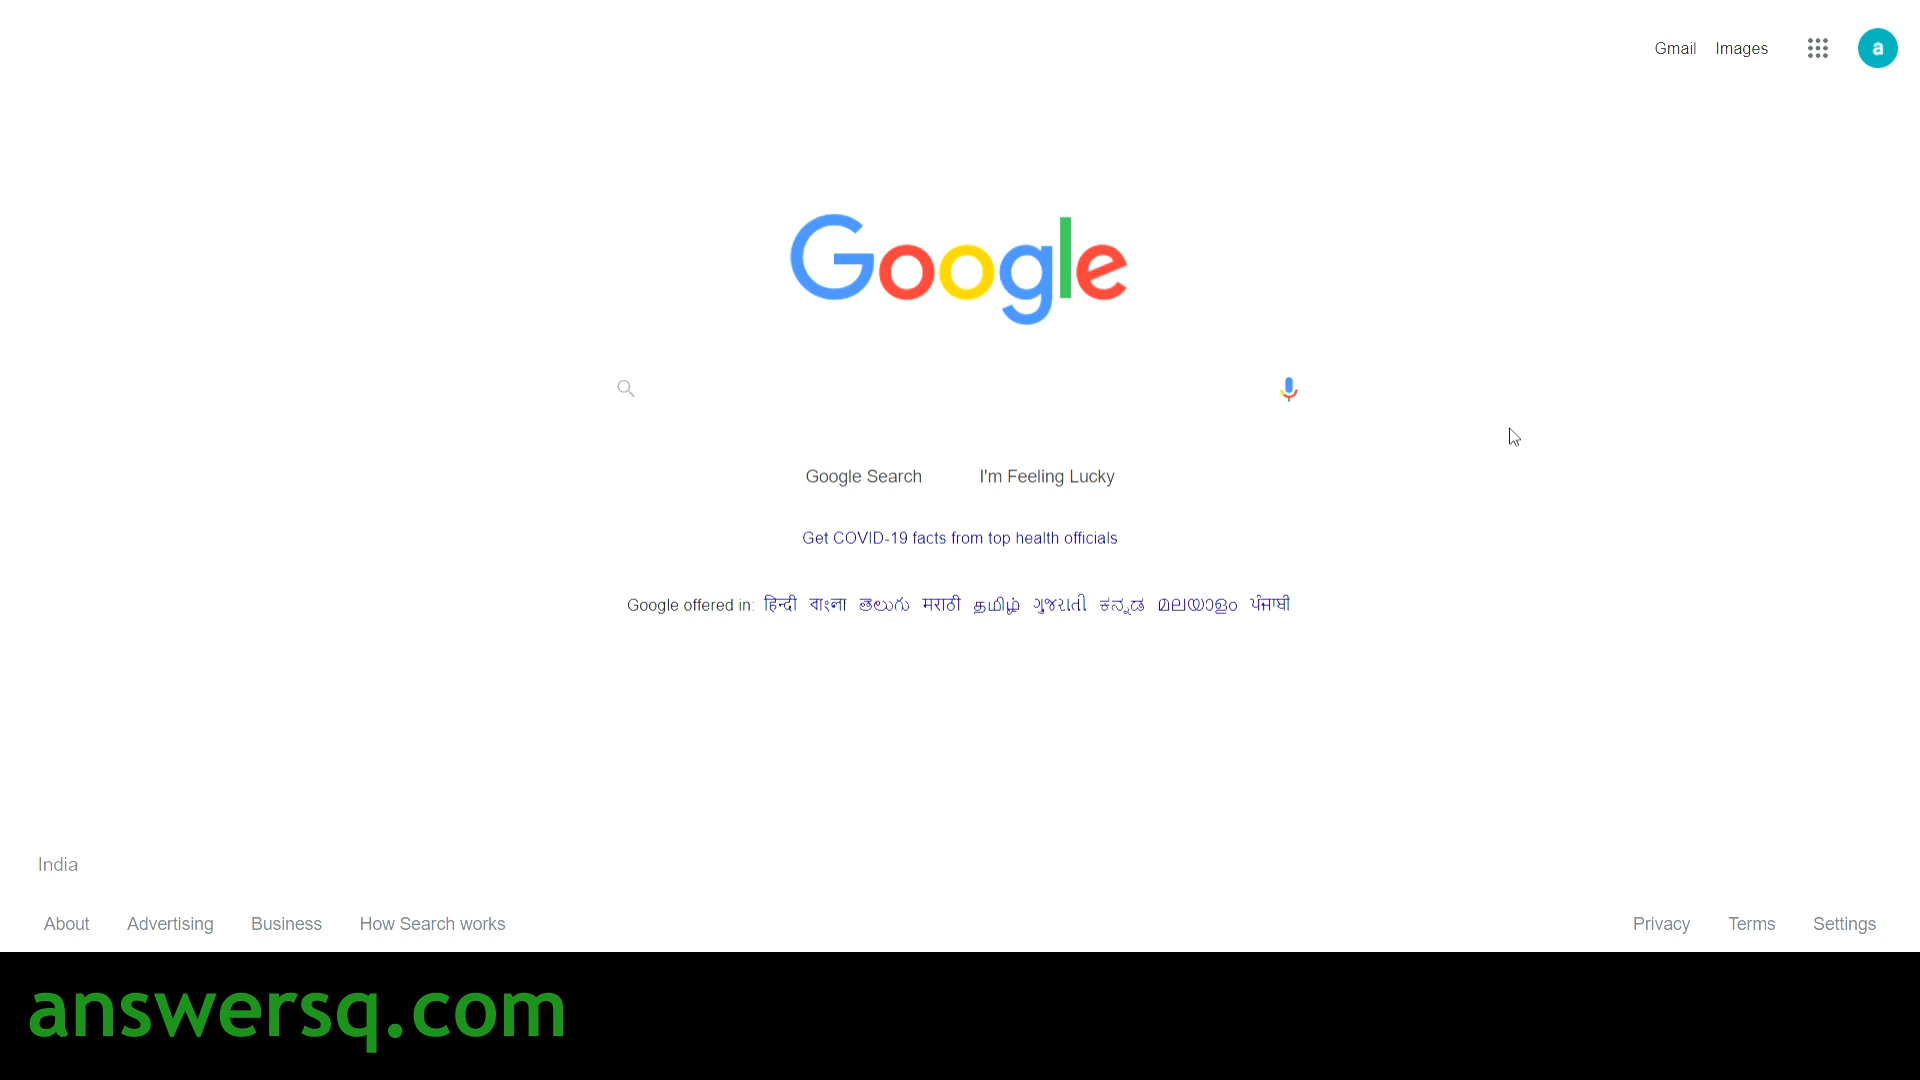 Gmail Images
a
Google
Google Search I'm Feeling Lucky
Get COVID-19 facts from top health officials
Google offered in: हिन्दी বাংলা తెలుగు मराठी தமிழ் ગુજરાતી ಕನ್ನಡ മലയാളം ਪੰਜਾਬੀ
India
About Advertising Business How Search works Privacy Terms Settings
answersq.com